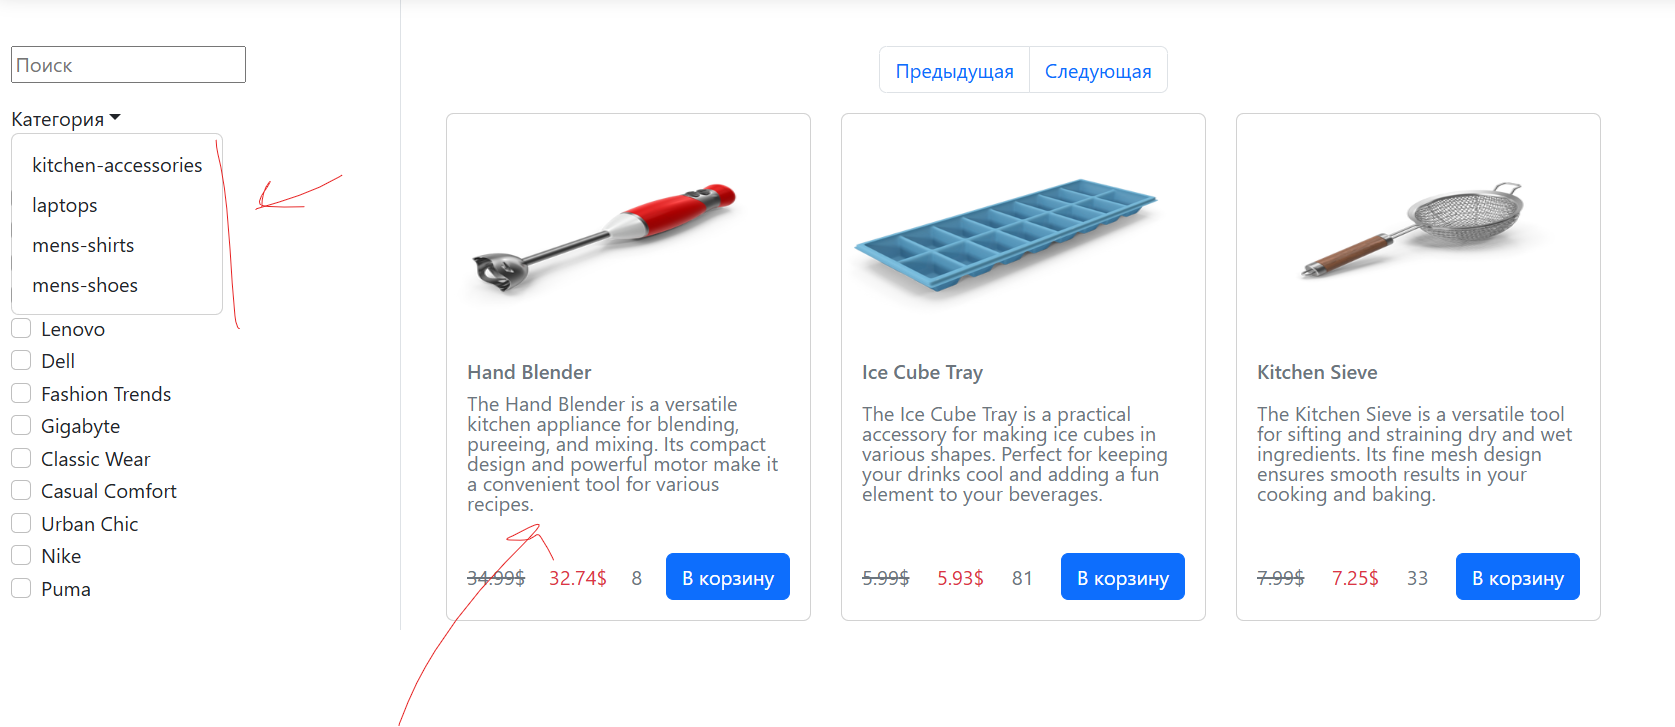 Поиск
Категория
kitchen-accessories
laptops
mens-shirts
mens-shoes
Lenovo
Dell
Fashion Trends
Gigabyte
Classic Wear
Casual Comfort
Urban Chic
Nike
Puma
Предыдущая Следующая
Hand Blender
The Hand Blender is a versatile
kitchen appliance for blending,
pureeing, and mixing. Its compact
design and powerful motor make it
a convenient tool for various
recipes.
34.99$ 32.74$ 8 В корзину
Ice Cube Tray
The Ice Cube Tray is a practical
accessory for making ice cubes in
various shapes. Perfect for keeping
your drinks cool and adding a fun
element to your beverages.
5.99$ 5.93$ 81 В корзину
Kitchen Sieve
The Kitchen Sieve is a versatile tool
for sifting and straining dry and wet
ingredients. Its fine mesh design
ensures smooth results in your
cooking and baking.
7.99$ 7.25$ 33 В корзину